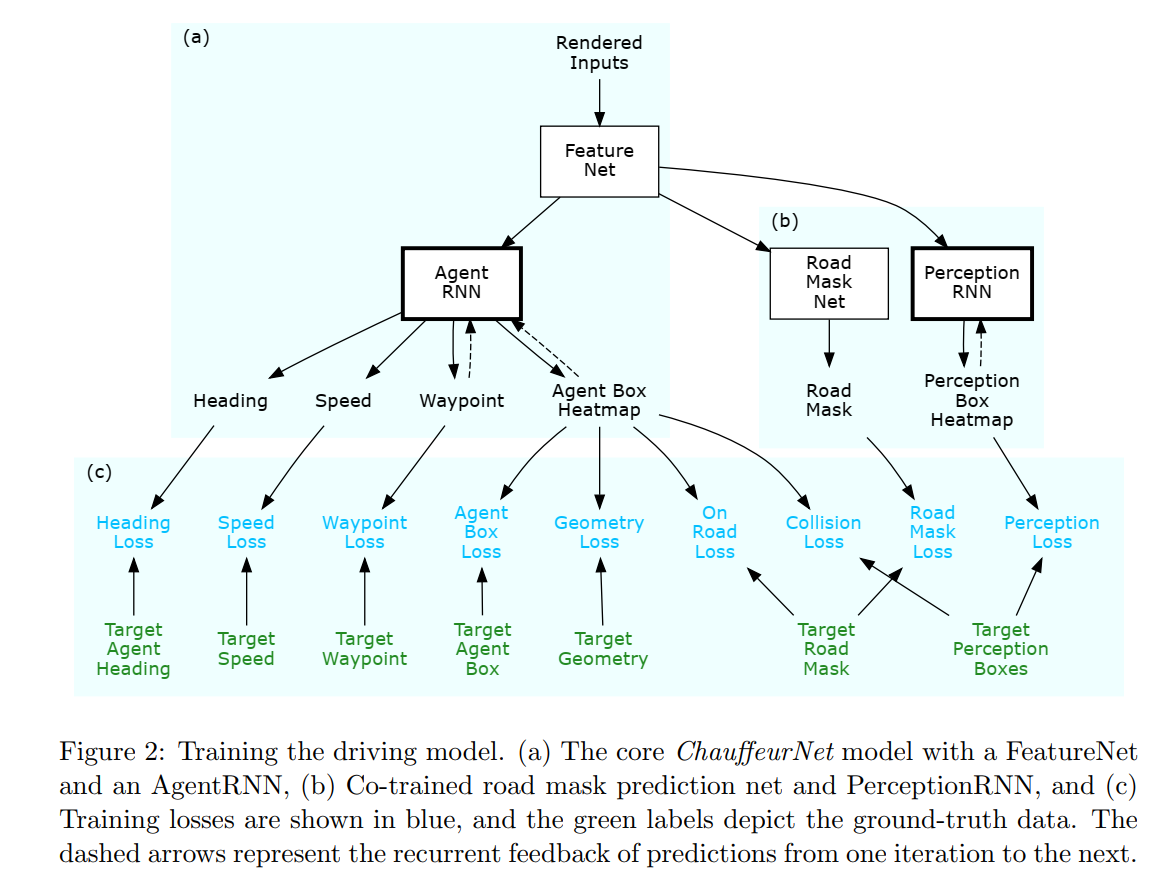 (a)
Rendered
Inputs
Feature
Net
(b)
Agent
RNN
Road
Mask
Net
Perception
RNN
Heading
Speed
Waypoint
Agent Box
Heatmap
Road
Mask
Perception
Box
Heatmap
(c)
Heading
Loss
Speed
Loss
Waypoint
Loss
Agent
Box
Loss
Geometry
Loss
On
Road
Loss
Collision
Loss
Road
Mask
Loss
Perception
Loss
Target
Agent
Heading
Target
Speed
Target
Waypoint
Target
Agent
Box
Target
Geometry
Target
Road
Mask
Target
Perception
Boxes
Figure 2: Training the driving model. (a) The core ChauffeurNet model with a FeatureNet
and an AgentRNN, (b) Co-trained road mask prediction net and PerceptionRNN, and (c)
Training losses are shown in blue, and the green labels depict the ground-truth data. The
dashed arrows represent the recurrent feedback of predictions from one iteration to the next.